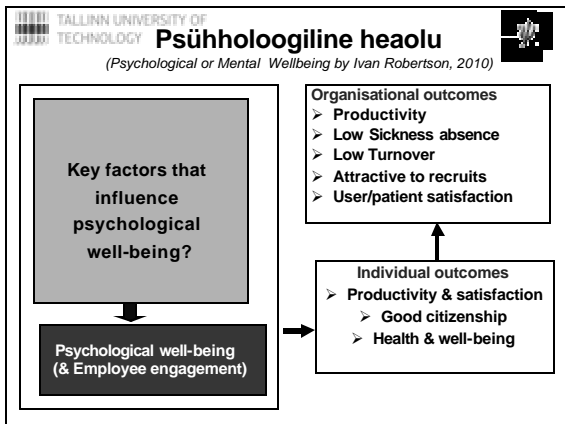 TALLINN UNIVERSITY OF
TECHNOLOGY
Psühholoogiline heaolu
(Psychological or Mental Wellbeing by Ivan Robertson, 2010)
Key factors that
influence
psychological
well-being?
Psychological well-being
(& Employee engagement)
Organisational outcomes
➢ Productivity
➢ Low Sickness absence
➢ Low Turnover
➢ Attractive to recruits
➢ User/patient satisfaction
Individual outcomes
➢ Productivity & satisfaction
➢ Good citizenship
➢ Health & well-being